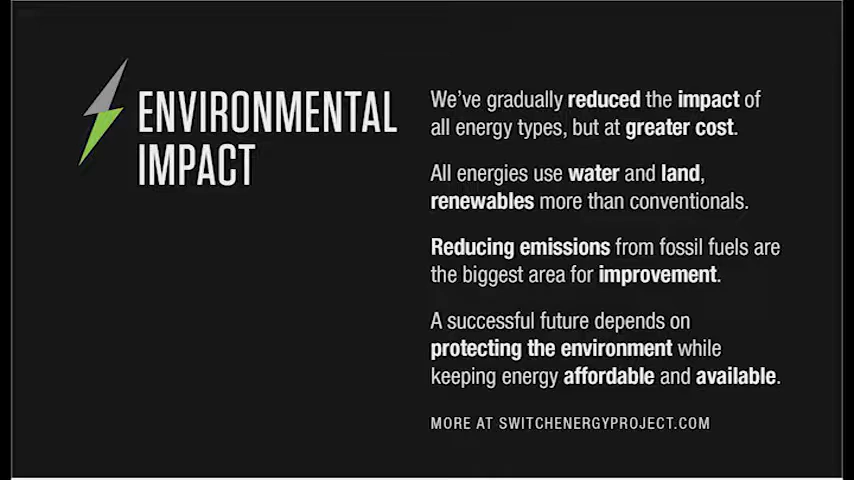 ENVIRONMENTAL
IMPACT
We've gradually reduced the impact of
all energy types, but at greater cost.
All energies use water and land,
renewables more than conventionals.
Reducing emissions from fossil fuels are
the biggest area for improvement.
A successful future depends on
protecting the environment while
keeping energy affordable and available.
MORE AT SWITCHENERGYPROJECT.COM